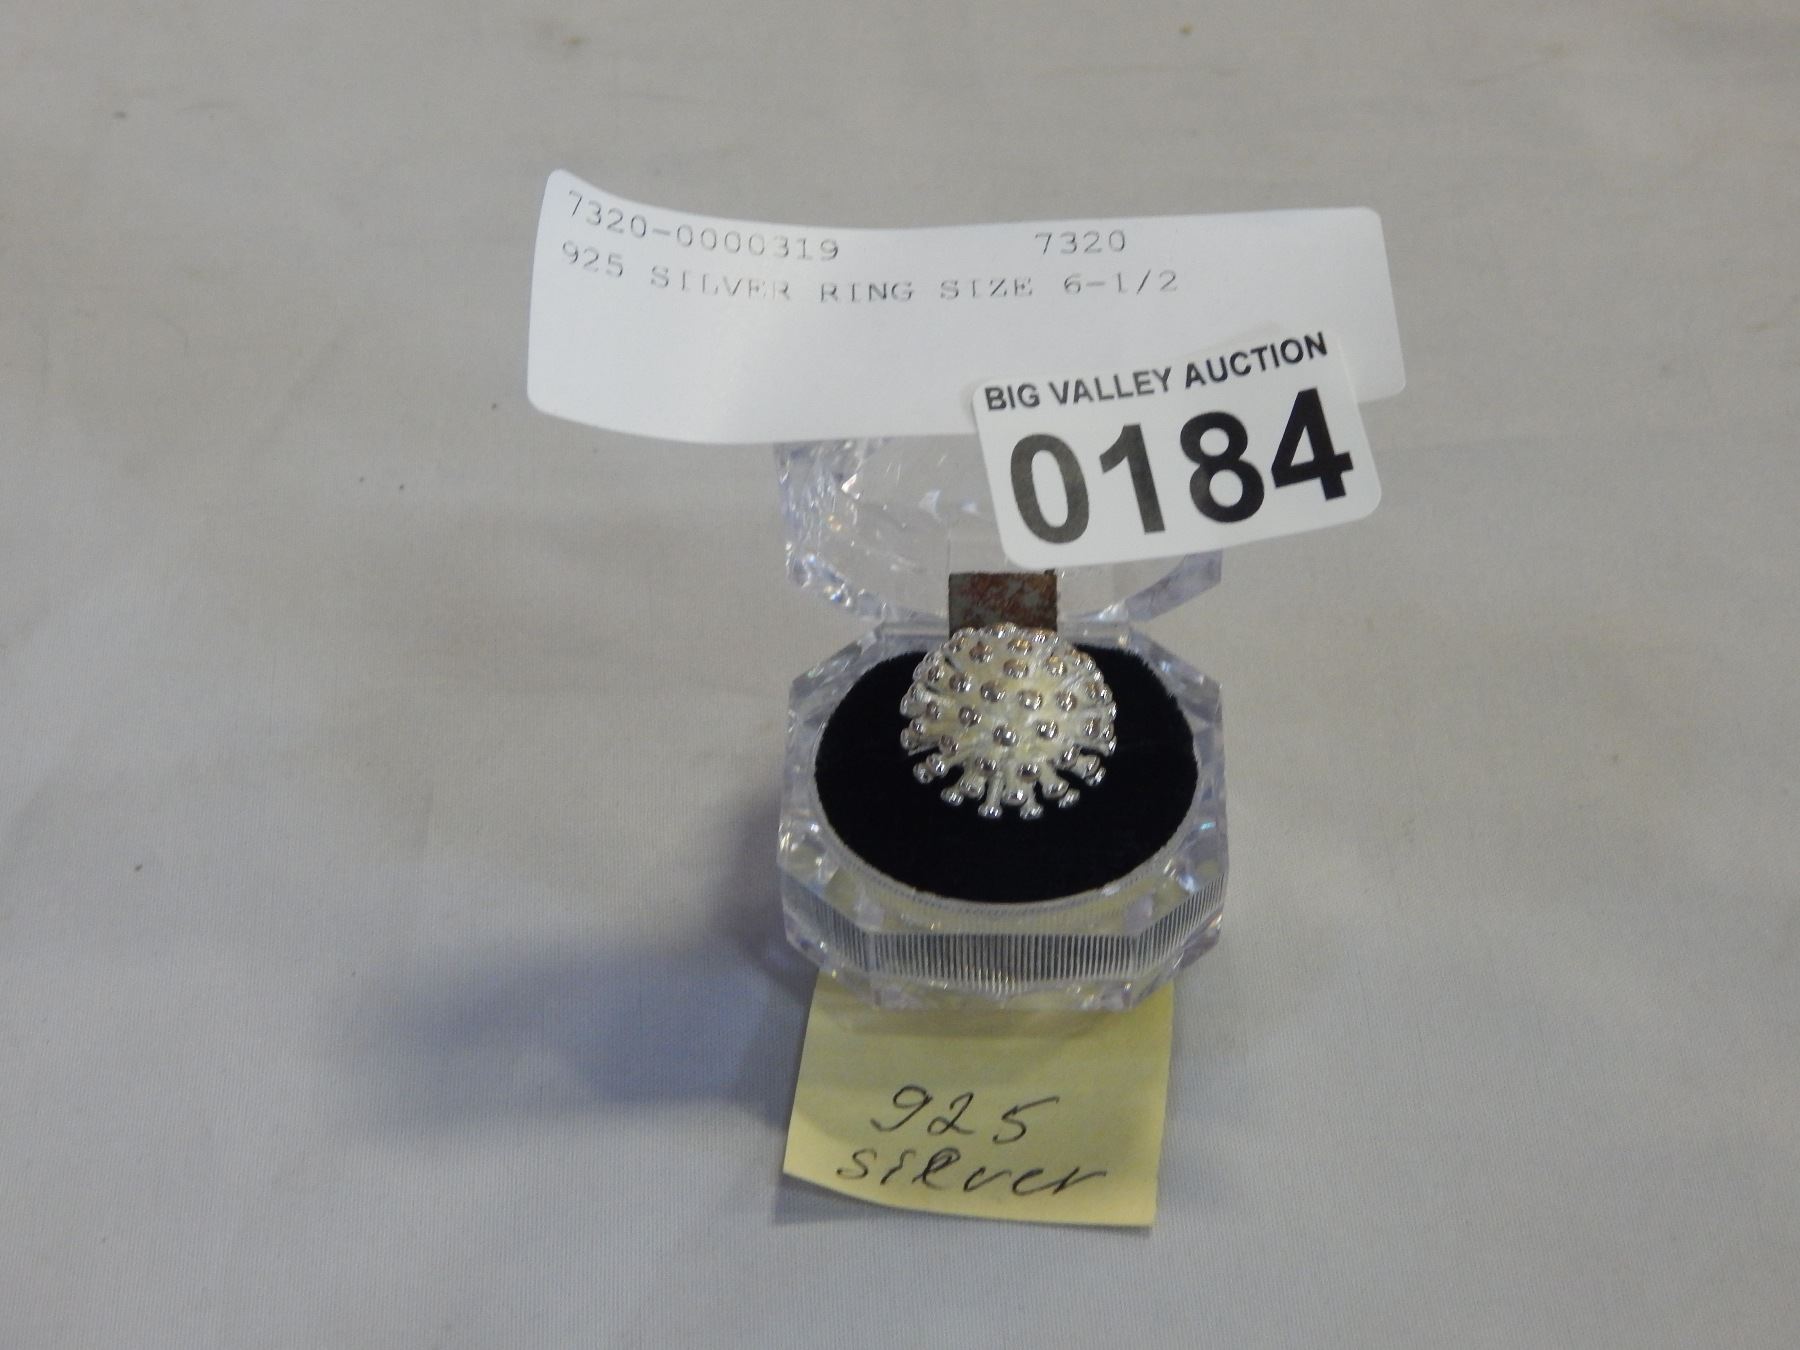 7320-0000319 7320
925 SILVER RING SIZE 6-1/2
BIG VALLEY AUCTION
0184
925
silver